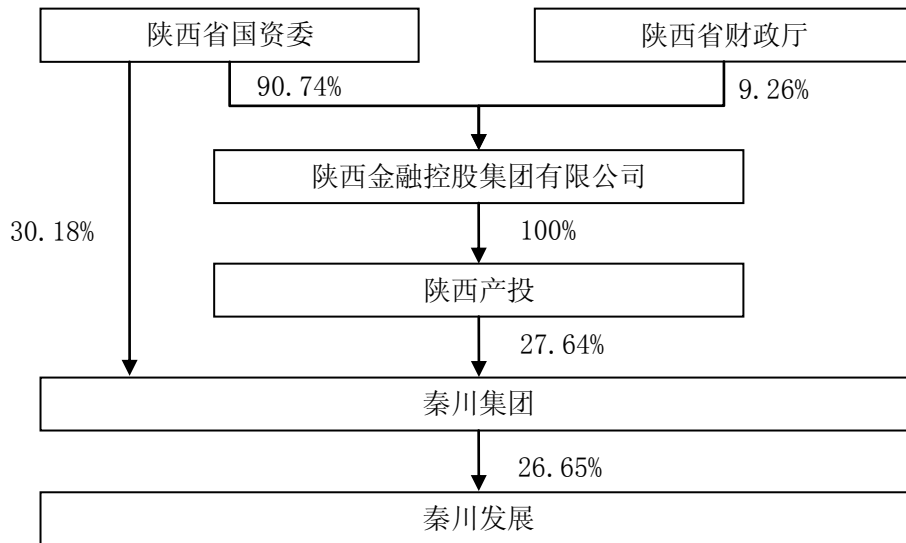 陕西省国资委
陕西省财政厅
90.74%
9.26%
陕西金融控股集团有限公司
30.18%
100%
陕西产投
27.64%
秦川集团
26.65%
秦川发展